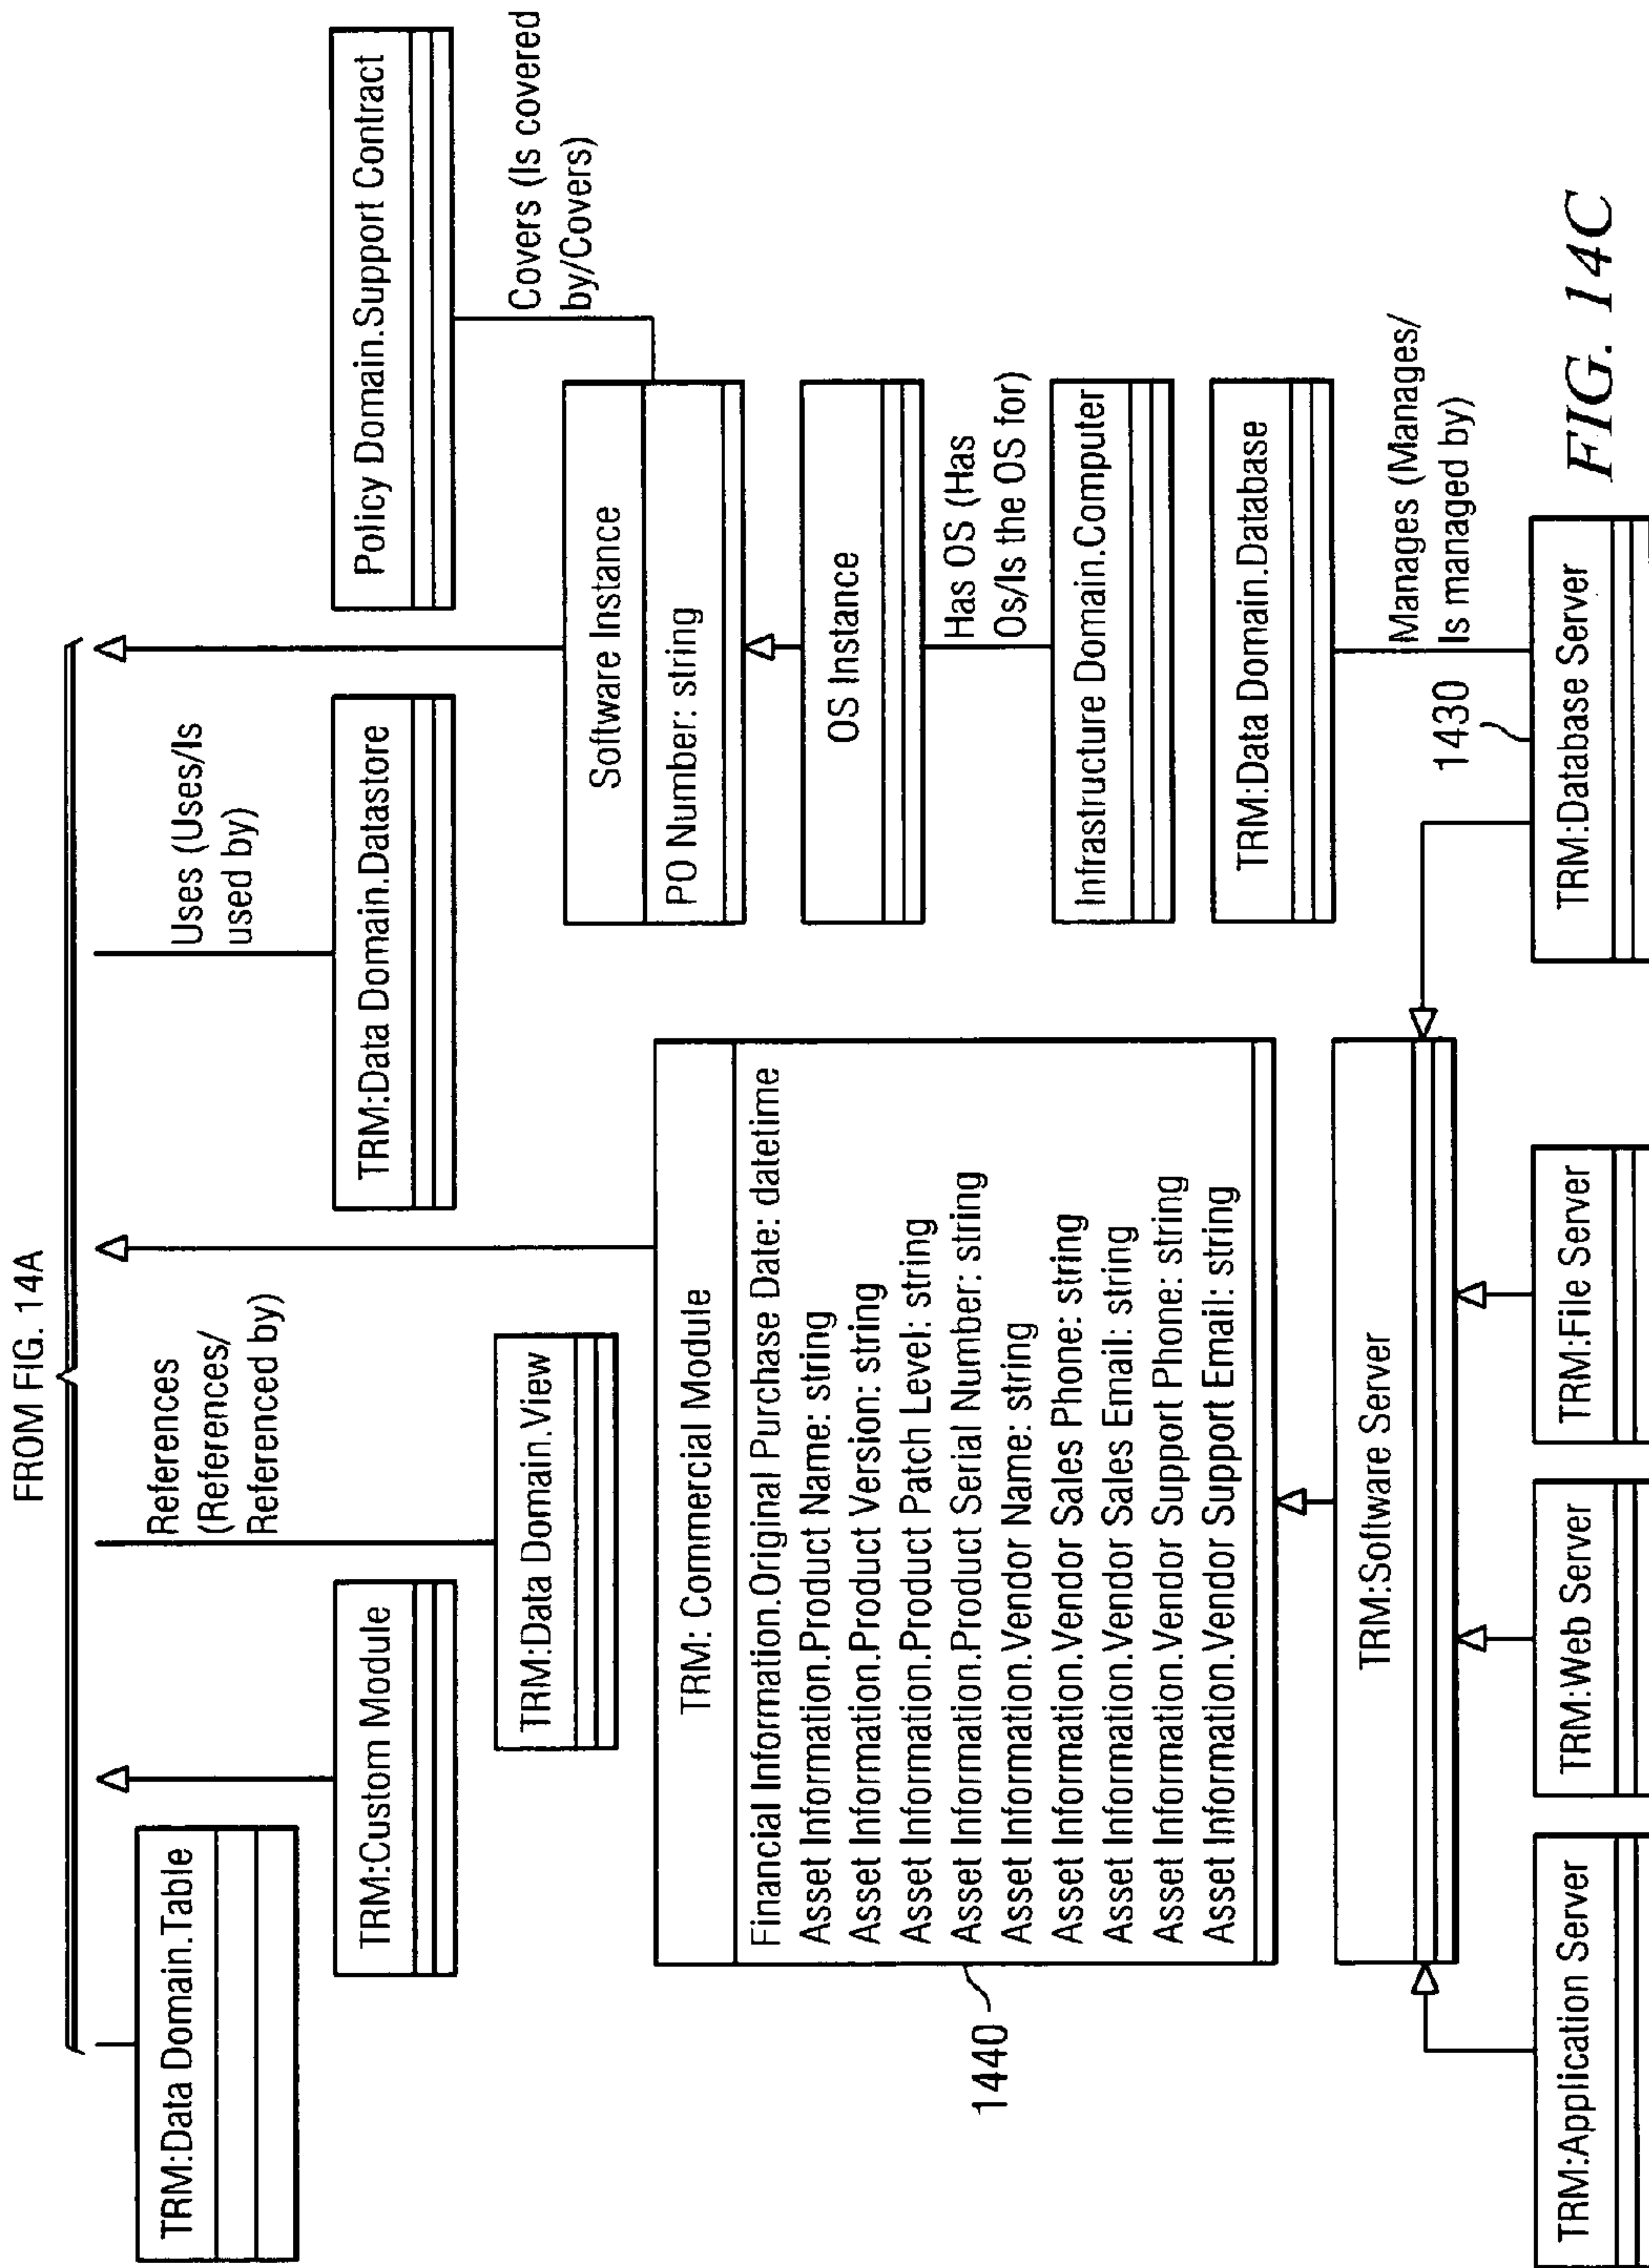 FROM FIG. 14A
TRM:Data Domain.Table
TRM:Custom Module
References
(References/
Referenced by)
TRM:Data Domain.View
Uses (Uses/Is
used by)
TRM:Data Domain.Datastore
Policy Domain.Support Contract
Covers (Is covered
by/Covers)
Software Instance
PO Number: string
OS Instance
Has OS (Has
Os/Is the OS for)
Infrastructure Domain.Computer
TRM:Data Domain.Database
Manages (Manages/
Is managed by)
1430
TRM:Database Server
TRM: Commercial Module
Financial Information.Original Purchase Date: datetime
Asset Information.Product Name: string
Asset Information.Product Version: string
Asset Information.Product Patch Level: string
Asset Information.Product Serial Number: string
Asset Information.Vendor Name: string
Asset Information.Vendor Sales Phone: string
Asset Information.Vendor Sales Email: string
Asset Information.Vendor Support Phone: string
Asset Information.Vendor Support Email: string
1440
TRM:Software Server
TRM:Application Server
TRM:Web Server
TRM:File Server
FIG. 14C